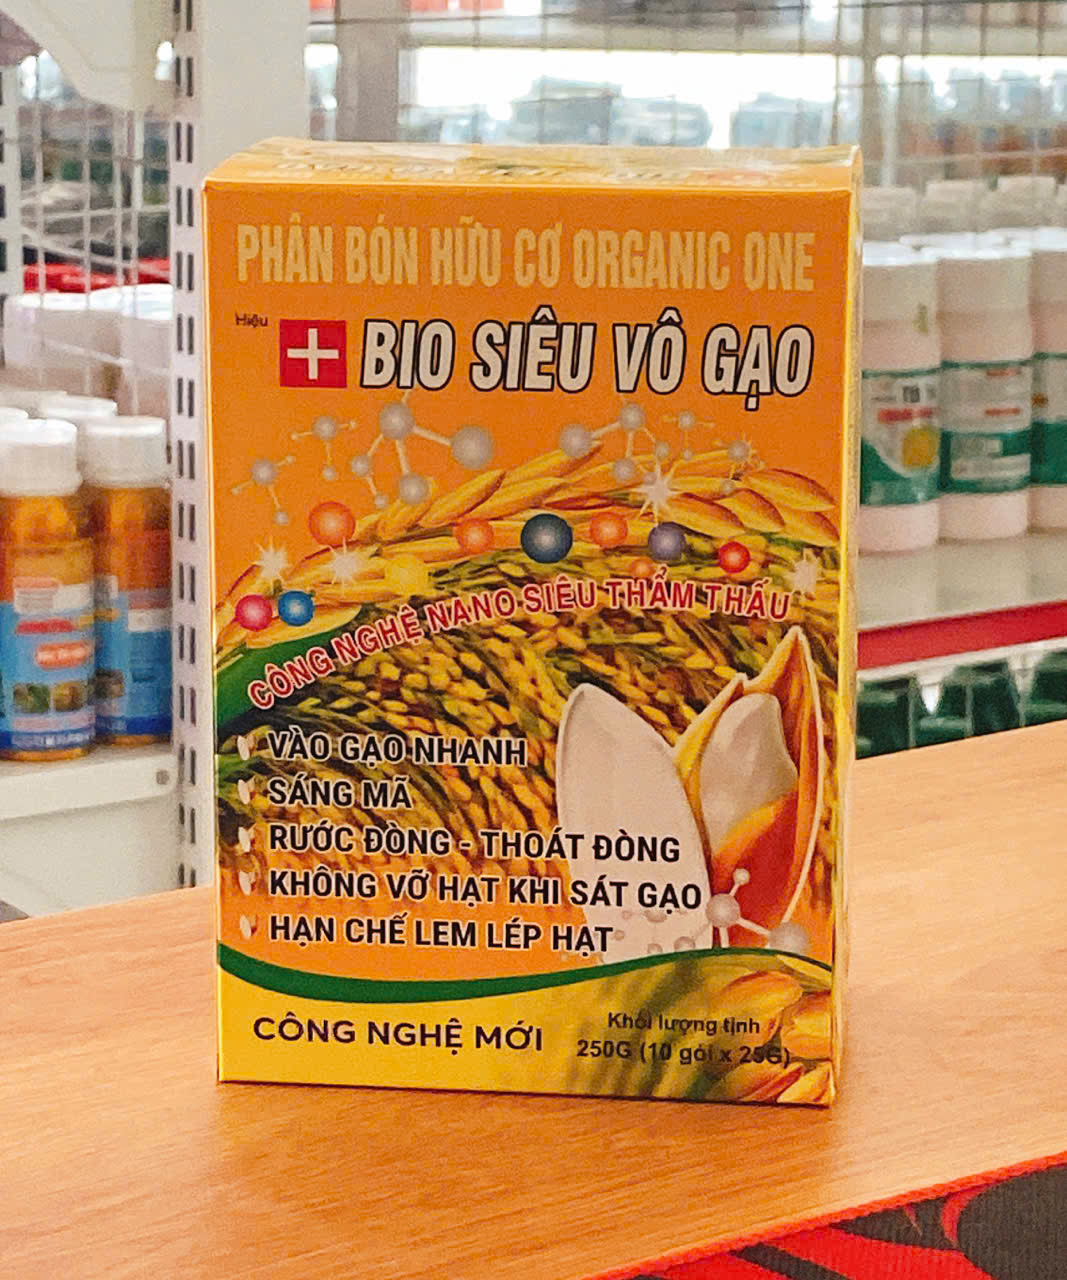 PHÂN BÓN HỮU CƠ ORGANIC ONE
Hiệu
BIO SIÊU VÔ GẠO
CÔNG NGHỆ NANO SIÊU THẨM THẤU
VÀO GẠO NHANH
SÁNG MÃ
RƯỚC ĐÒNG - THOÁT ĐÒNG
KHÔNG VỠ HẠT KHI SÁT GẠO
HẠN CHẾ LEM LÉP HẠT
CÔNG NGHỆ MỚI
Khối lượng tịnh
250G (10 gói x 25G)